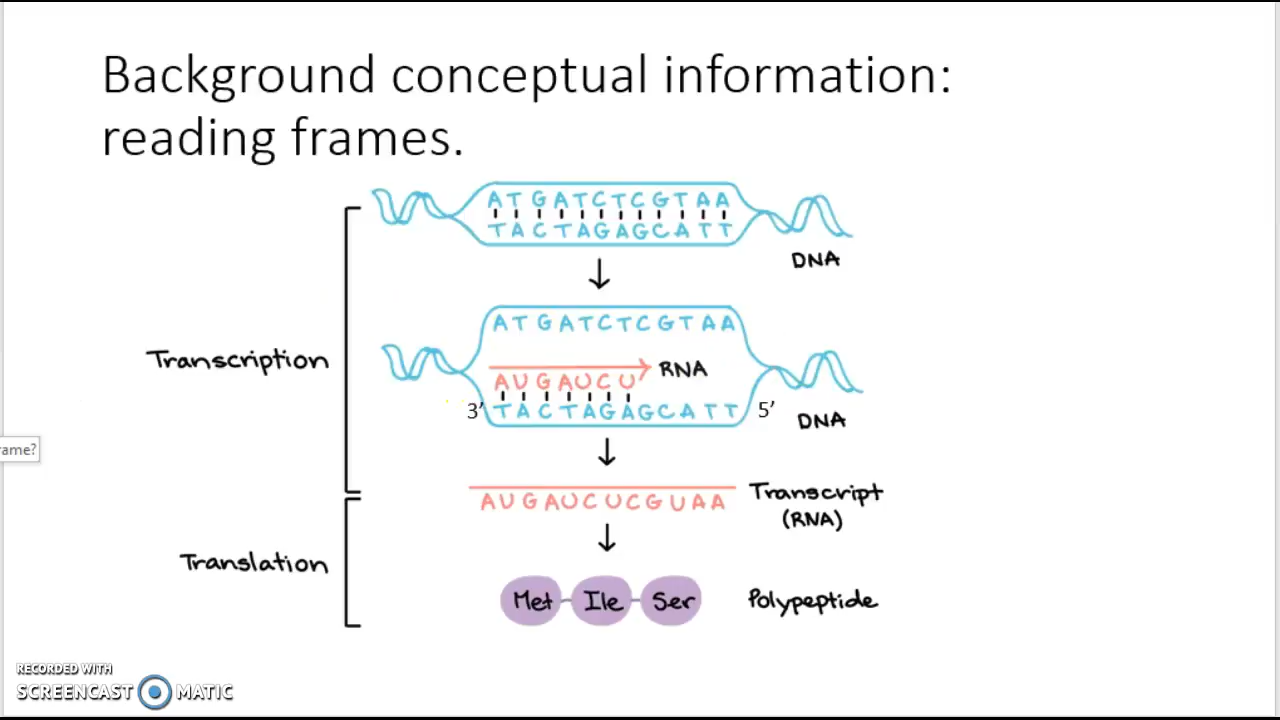 Background conceptual information:
reading frames.
ATGATCTCGTAA
TACTAGAGCATT
DNA
ATGATCTCGTAA
RNA
AUGAUCU
3’ TACTAGAGCATT 5’
DNA
Transcription
rame?
AUGAUCUCGUAA
Transcript
(RNA)
Translation
Met Ile Ser
Polypeptide
RECORDED WITH
SCREENCAST MATIC